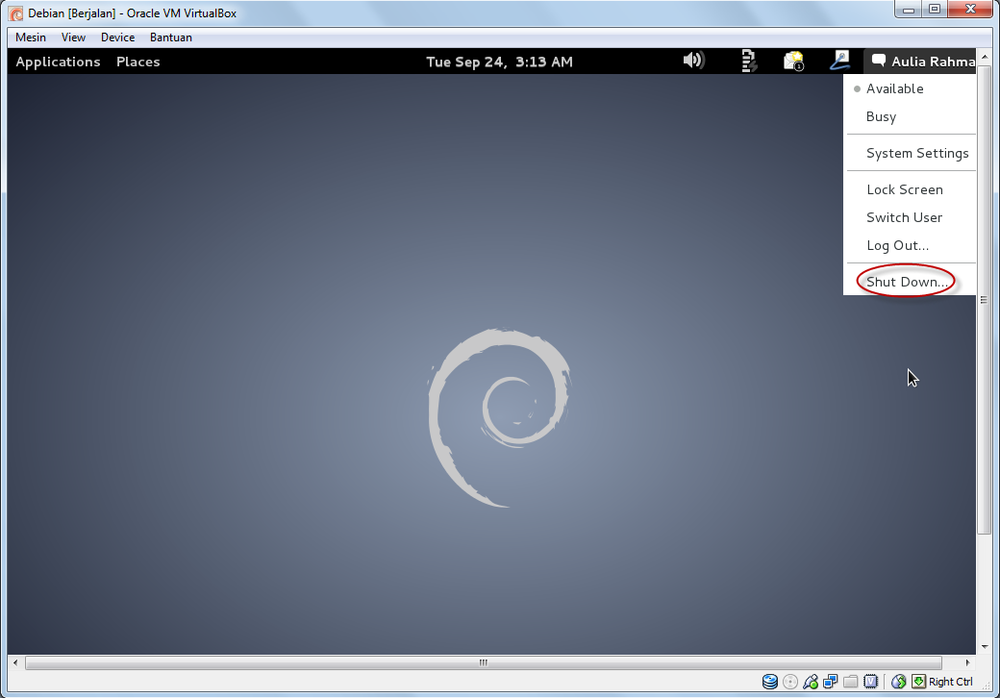 Debian [Berjalan] - Oracle VM VirtualBox
Mesin View Device Bantuan
Applications Places Tue Sep 24, 3:13 AM Aulia Rahma
Available
Busy
System Settings
Lock Screen
Switch User
Log Out...
Shut Down...
Right Ctrl